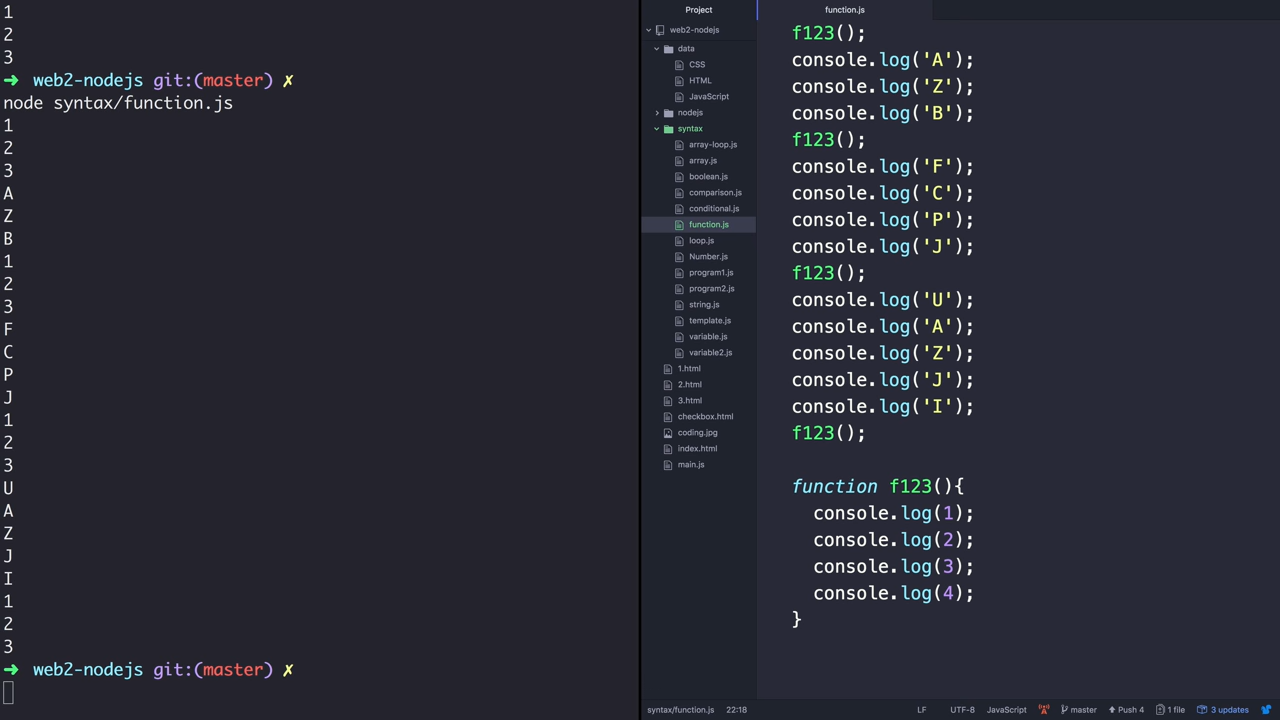 1
2
3
➜ web2-nodejs git:(master) ✗
node syntax/function.js
1
2
3
A
Z
B
1
2
3
F
C
P
J
1
2
3
U
A
Z
J
I
1
2
3
➜ web2-nodejs git:(master) ✗
Project
web2-nodejs
data
CSS
HTML
JavaScript
nodejs
syntax
array-loop.js
array.js
boolean.js
comparison.js
conditional.js
function.js
loop.js
Number.js
program1.js
program2.js
string.js
template.js
variable.js
variable2.js
1.html
2.html
3.html
checkbox.html
coding.jpg
index.html
main.js
function.js
f123();
console.log('A');
console.log('Z');
console.log('B');
f123();
console.log('F');
console.log('C');
console.log('P');
console.log('J');
f123();
console.log('U');
console.log('A');
console.log('Z');
console.log('J');
console.log('I');
f123();
function f123(){
console.log(1);
console.log(2);
console.log(3);
console.log(4);
}
syntax/function.js 22:18 LF UTF-8 JavaScript master Push 4 1 file 3 updates